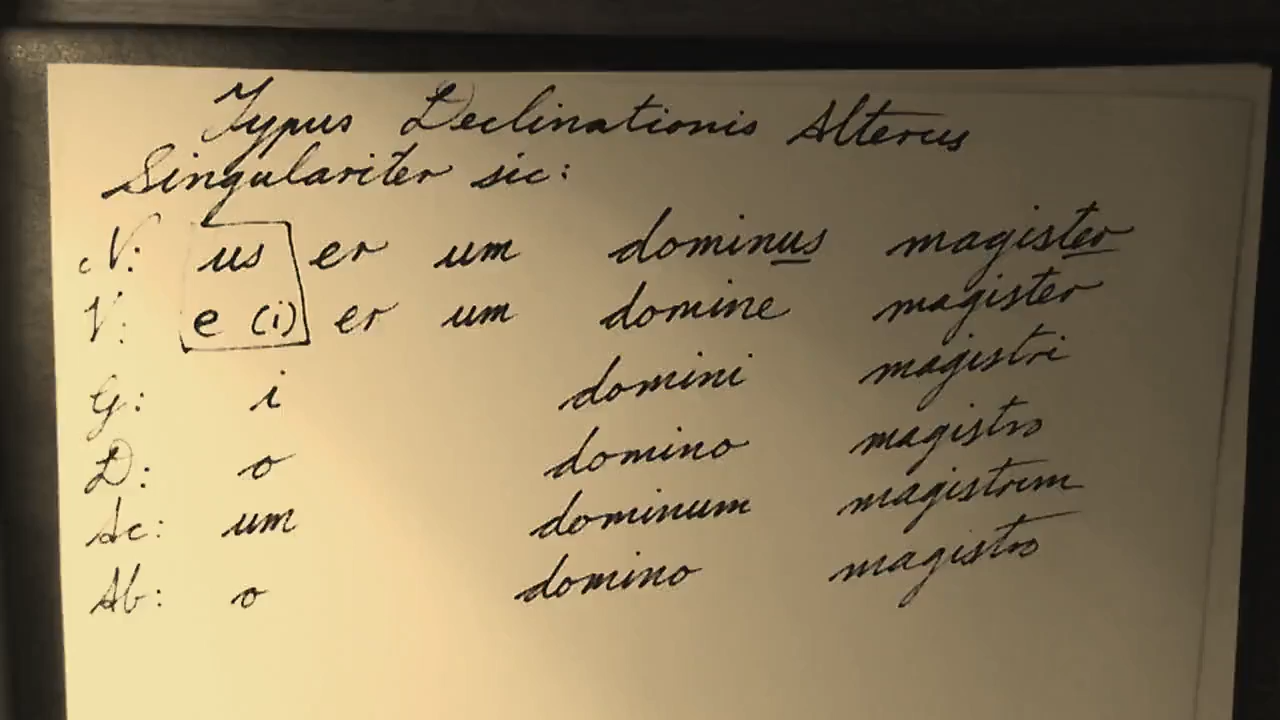 Typus Declinationis Alterus
Singulariter sic:
N: us er um dominus magister
V: e (i) er um domine magister
G: i domini magistri
D: o domino magistro
Ac: um dominum magistrum
Ab: o domino magistro